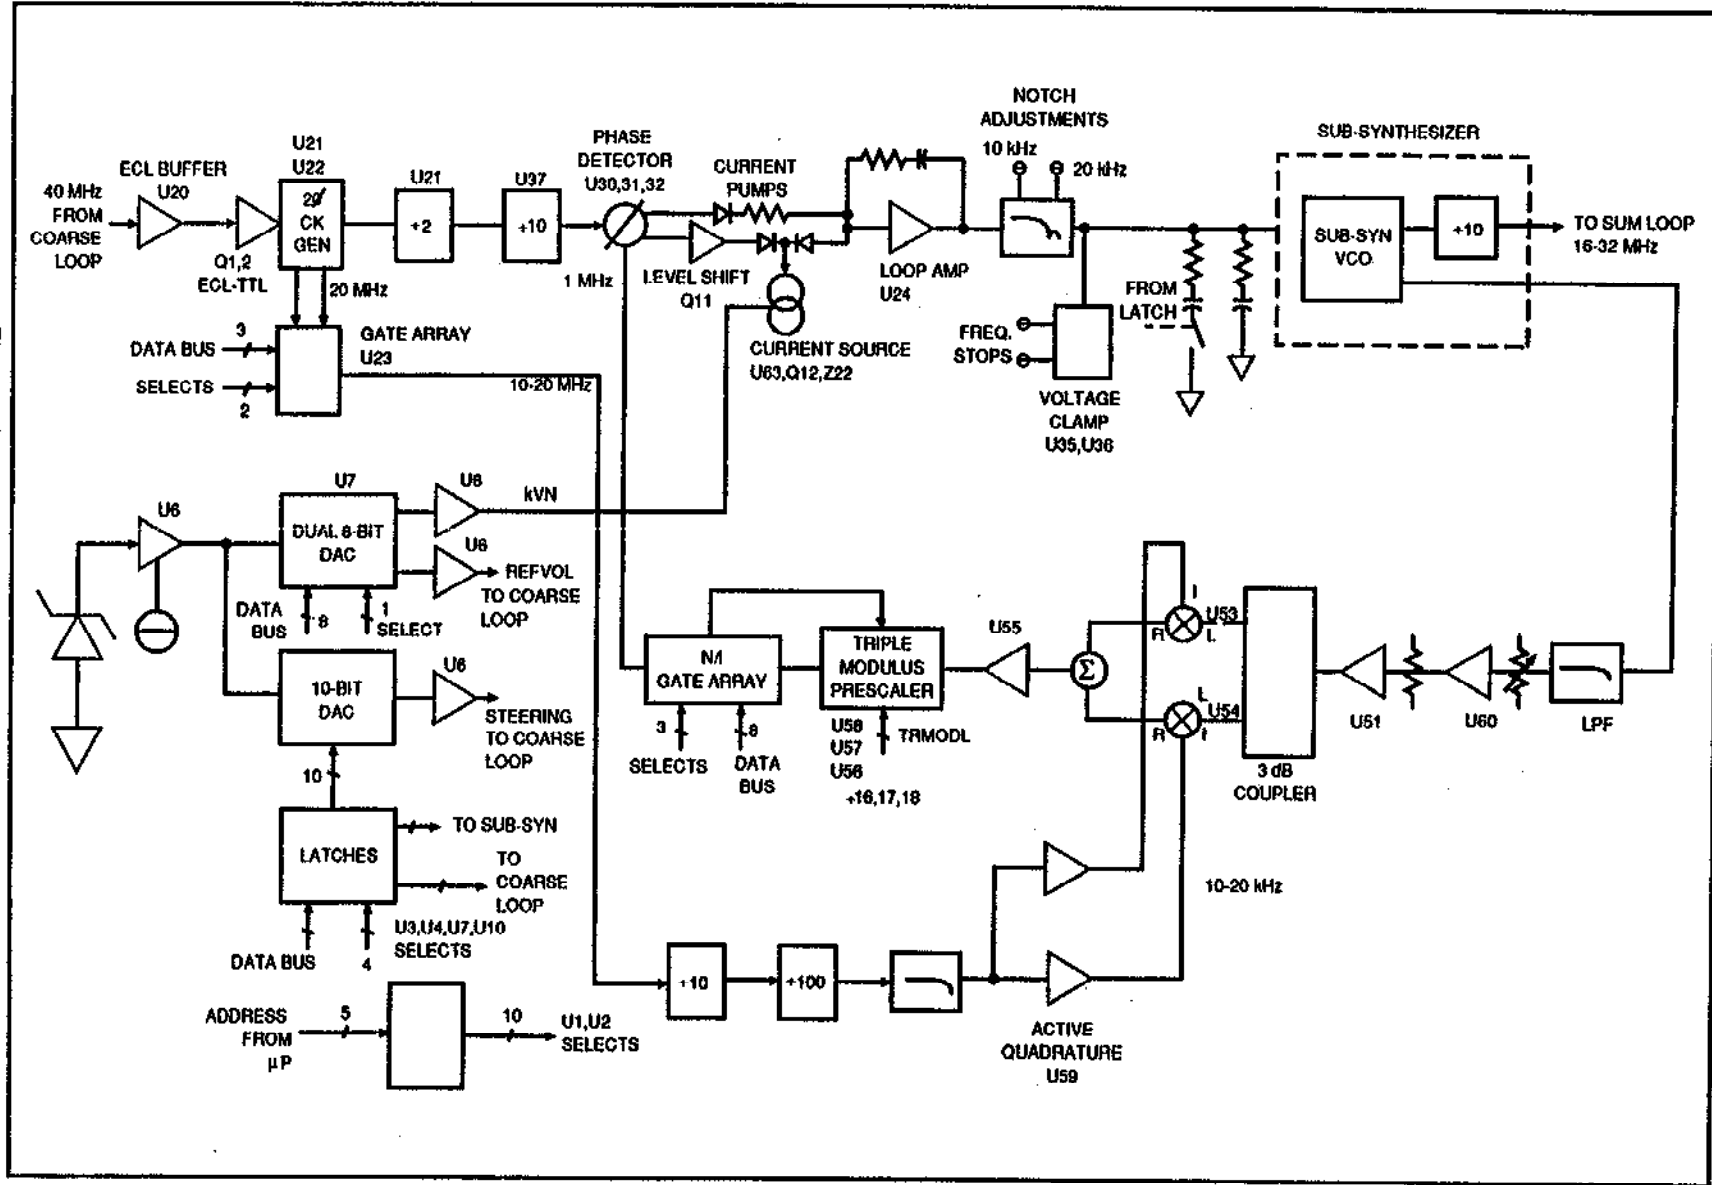 40 MHz
FROM
COARSE
LOOP
ECL BUFFER
U20
Q1,2
ECL-TTL
U21
U22
2Ø
CK
GEN
20 MHz
U21
÷2
U37
÷10
PHASE
DETECTOR
U30,31,32
1 MHz
CURRENT
PUMPS
LEVEL SHIFT
Q11
CURRENT SOURCE
U63,Q12,Z22
LOOP AMP
U24
NOTCH
ADJUSTMENTS
10 kHz
20 kHz
FREQ.
STOPS
VOLTAGE
CLAMP
U35,U36
FROM
LATCH
SUB-SYNTHESIZER
SUB-SYN
VCO
÷10
TO SUM LOOP
16-32 MHz
DATA BUS
3
SELECTS
2
GATE ARRAY
U23
10-20 MHz
U6
U7
DUAL 8-BIT
DAC
DATA
BUS
8
1
SELECT
U6
kVN
U6
REFVOL
TO COARSE
LOOP
10-BIT
DAC
U6
STEERING
TO COARSE
LOOP
10
LATCHES
TO SUB-SYN
TO
COARSE
LOOP
DATA BUS
4
U3,U4,U7,U10
SELECTS
ADDRESS
FROM
µP
5
10
U1,U2
SELECTS
N/I
GATE ARRAY
3
SELECTS
8
DATA
BUS
TRIPLE
MODULUS
PRESCALER
U58
U57
U56
÷16,17,18
TRMODL
U55
Σ
I
R
L
U53
L
R
I
U54
3 dB
COUPLER
U51
U60
LPF
10-20 kHz
÷10
÷100
ACTIVE
QUADRATURE
U59